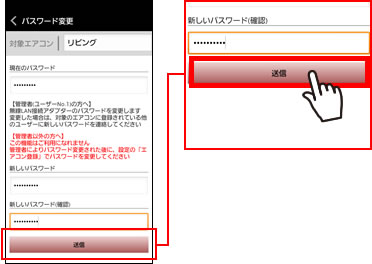 パスワード変更
対象エアコン リビング
現在のパスワード
•••••••••
【管理者(ユーザーNo.1)の方へ】
無線LAN接続アダプターのパスワードを変更します
変更した場合は、対象のエアコンに登録されている他
のユーザーに新しいパスワードを連絡してください
【管理者以外の方へ】
この機能はご利用になれません
管理者によりパスワード変更された後に、設定の「エ
アコン登録」でパスワードを変更してください
新しいパスワード
••••••••••
新しいパスワード(確認)
••••••••••
送信
新しいパスワード(確認)
••••••••••
送信